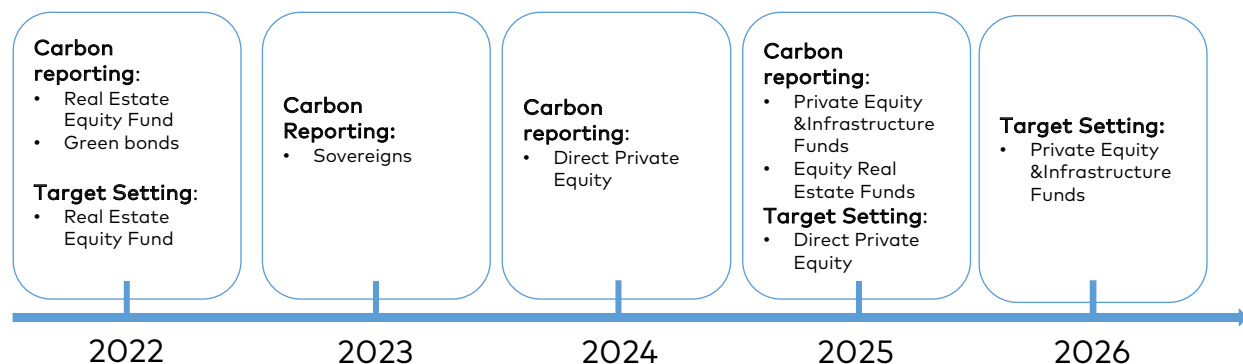 Carbon
reporting:
• Real Estate
Equity Fund
• Green bonds
Target Setting:
• Real Estate
Equity Fund
Carbon
Reporting:
• Sovereigns
Carbon
reporting:
• Direct Private
Equity
Carbon
reporting:
• Private Equity
&Infrastructure
Funds
• Equity Real
Estate Funds
Target Setting:
• Direct Private
Equity
Target Setting:
• Private Equity
&Infrastructure
Funds
2022
2023
2024
2025
2026